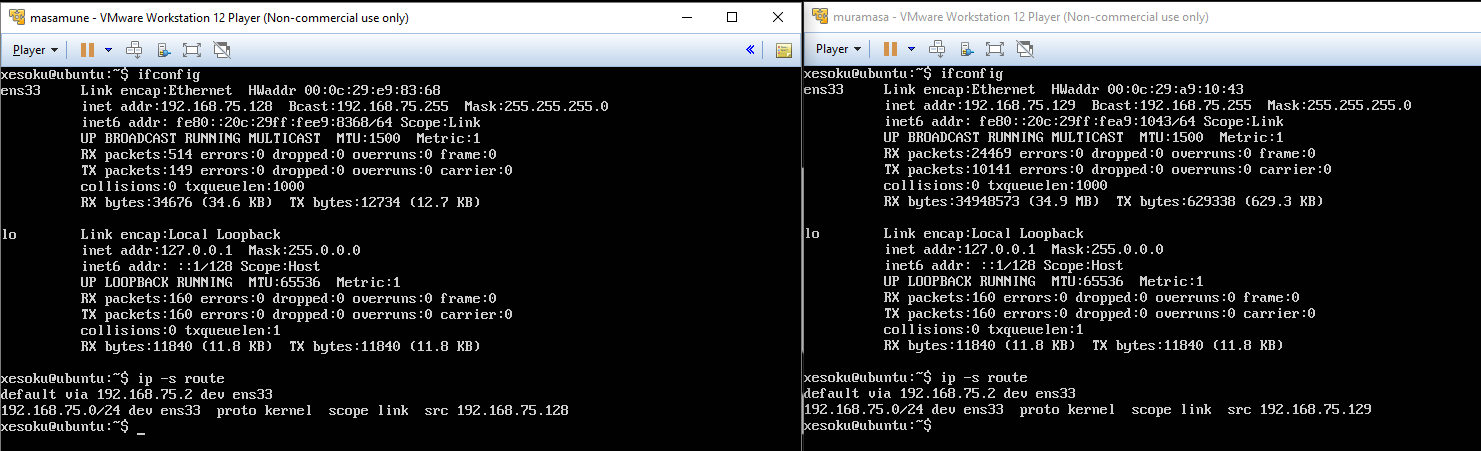 masamune - VMware Workstation 12 Player (Non-commercial use only)
Player
xesoku@ubuntu:~$ ifconfig
ens33     Link encap:Ethernet  HWaddr 00:0c:29:e9:83:68
          inet addr:192.168.75.128  Bcast:192.168.75.255  Mask:255.255.255.0
          inet6 addr: fe80::20c:29ff:fee9:8368/64 Scope:Link
          UP BROADCAST RUNNING MULTICAST  MTU:1500  Metric:1
          RX packets:514 errors:0 dropped:0 overruns:0 frame:0
          TX packets:149 errors:0 dropped:0 overruns:0 carrier:0
          collisions:0 txqueuelen:1000
          RX bytes:34676 (34.6 KB)  TX bytes:12734 (12.7 KB)
lo        Link encap:Local Loopback
          inet addr:127.0.0.1  Mask:255.0.0.0
          inet6 addr: ::1/128 Scope:Host
          UP LOOPBACK RUNNING  MTU:65536  Metric:1
          RX packets:160 errors:0 dropped:0 overruns:0 frame:0
          TX packets:160 errors:0 dropped:0 overruns:0 carrier:0
          collisions:0 txqueuelen:1
          RX bytes:11840 (11.8 KB)  TX bytes:11840 (11.8 KB)
xesoku@ubuntu:~$ ip -s route
default via 192.168.75.2 dev ens33
192.168.75.0/24 dev ens33  proto kernel  scope link  src 192.168.75.128
xesoku@ubuntu:~$ _
muramasa - VMware Workstation 12 Player (Non-commercial use only)
Player
xesoku@ubuntu:~$ ifconfig
ens33     Link encap:Ethernet  HWaddr 00:0c:29:a9:10:43
          inet addr:192.168.75.129  Bcast:192.168.75.255  Mask:255.255.255.0
          inet6 addr: fe80::20c:29ff:fea9:1043/64 Scope:Link
          UP BROADCAST RUNNING MULTICAST  MTU:1500  Metric:1
          RX packets:24469 errors:0 dropped:0 overruns:0 frame:0
          TX packets:10141 errors:0 dropped:0 overruns:0 carrier:0
          collisions:0 txqueuelen:1000
          RX bytes:34948573 (34.9 MB)  TX bytes:629338 (629.3 KB)
lo        Link encap:Local Loopback
          inet addr:127.0.0.1  Mask:255.0.0.0
          inet6 addr: ::1/128 Scope:Host
          UP LOOPBACK RUNNING  MTU:65536  Metric:1
          RX packets:160 errors:0 dropped:0 overruns:0 frame:0
          TX packets:160 errors:0 dropped:0 overruns:0 carrier:0
          collisions:0 txqueuelen:1
          RX bytes:11840 (11.8 KB)  TX bytes:11840 (11.8 KB)
xesoku@ubuntu:~$ ip -s route
default via 192.168.75.2 dev ens33
192.168.75.0/24 dev ens33  proto kernel  scope link  src 192.168.75.129
xesoku@ubuntu:~$